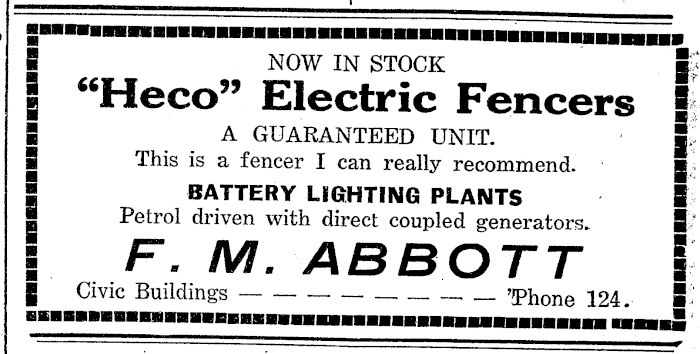 NOW IN STOCK
"Heco" Electric Fencers
A GUARANTEED UNIT.
This is a fencer I can really recommend.
BATTERY LIGHTING PLANTS
Petrol driven with direct coupled generators.
F. M. ABBOTT
Civic Buildings — — — — — — — — 'Phone 124.